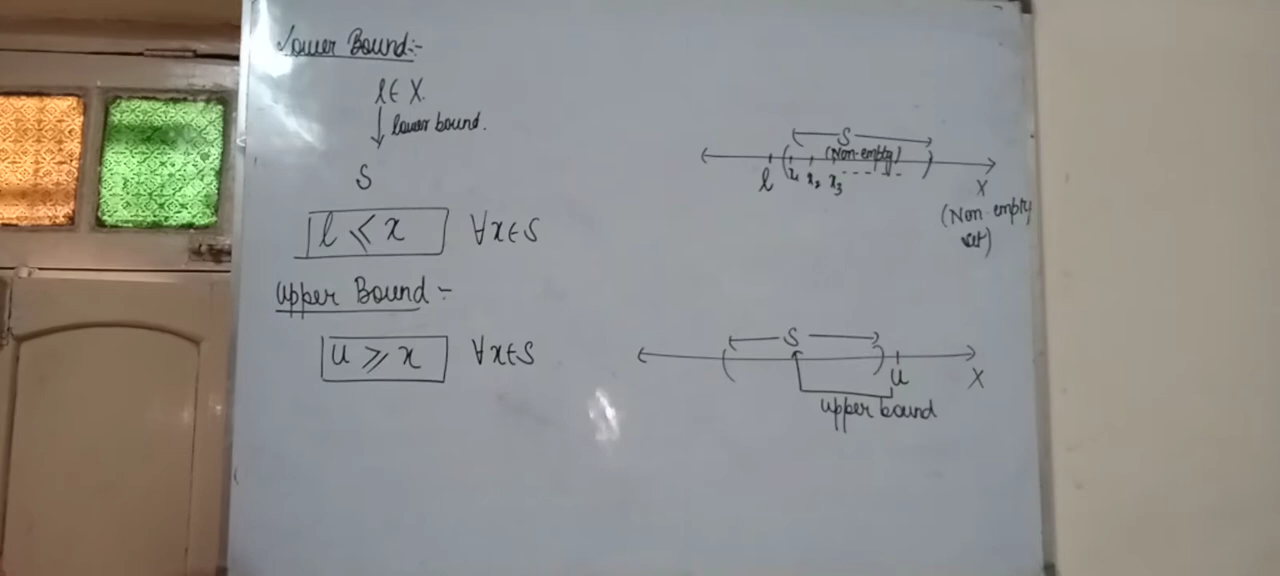 Lower Bound:-
l ∈ X.
↓ lower bound.
S
l ≤ x ∀x∈S
Upper Bound :-
u ≥ x ∀x∈S
S
(Non-empty)
l x₁ x₂ x₃ - - - - -
X
(Non-empty
set)
S
u X
upper bound